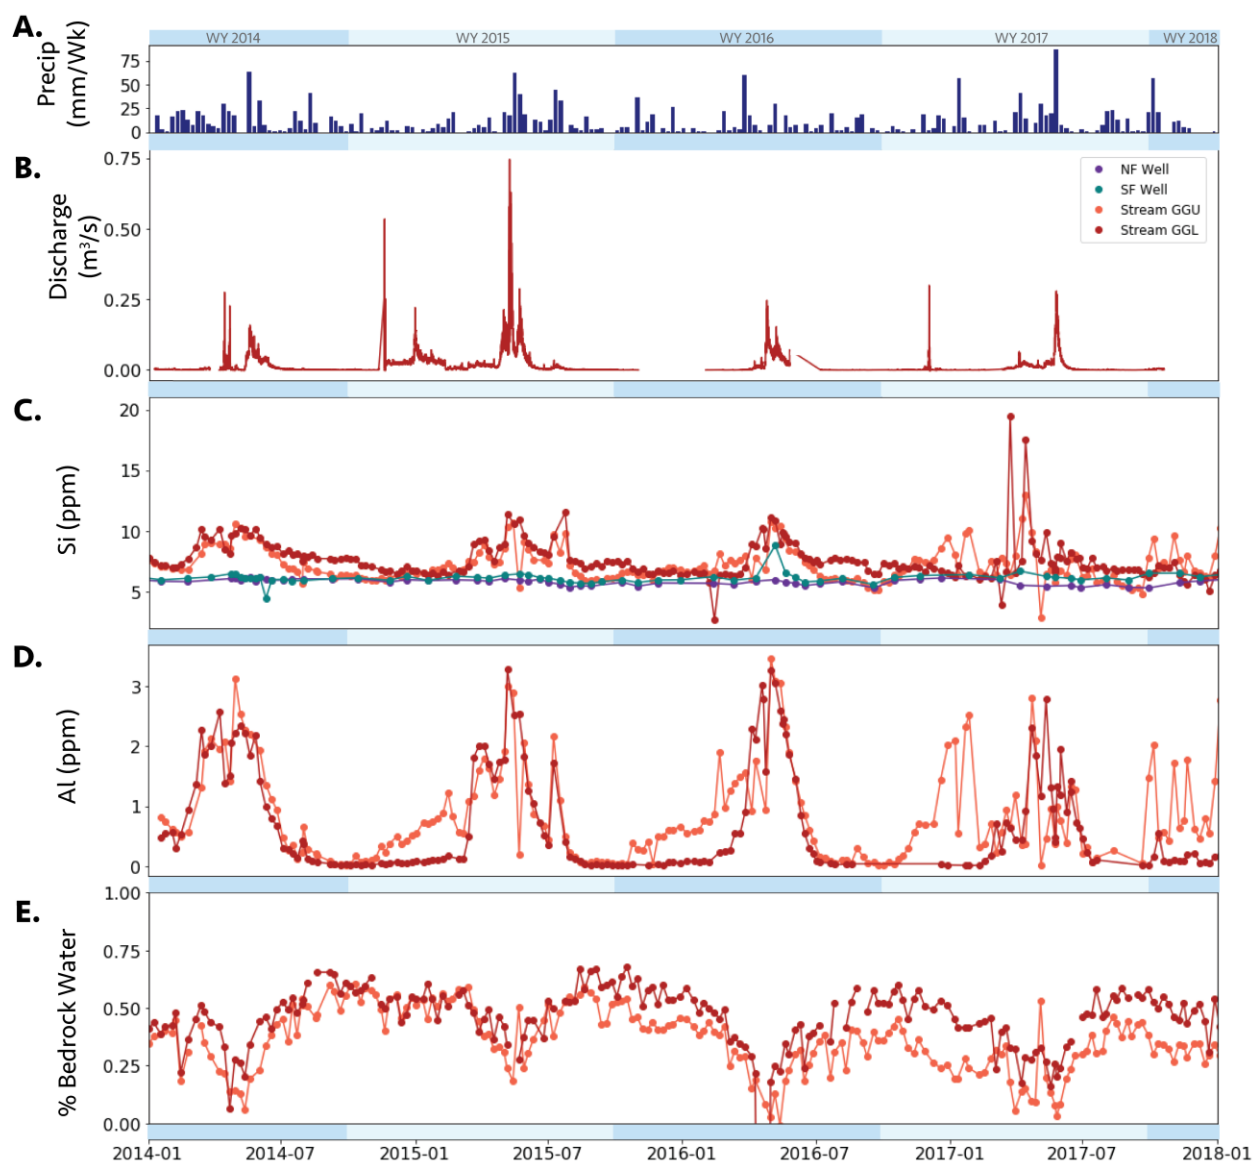 A.
WY 2014 WY 2015 WY 2016 WY 2017 WY 2018
Precip
(mm/Wk)
75
50
25
0
B.
Discharge
(m³/s)
0.75
0.50
0.25
0.00
NF Well
SF Well
Stream GGU
Stream GGL
C.
Si (ppm)
20
15
10
5
D.
Al (ppm)
3
2
1
0
E.
% Bedrock Water
1.00
0.75
0.50
0.25
0.00
2014-01 2014-07 2015-01 2015-07 2016-01 2016-07 2017-01 2017-07 2018-01